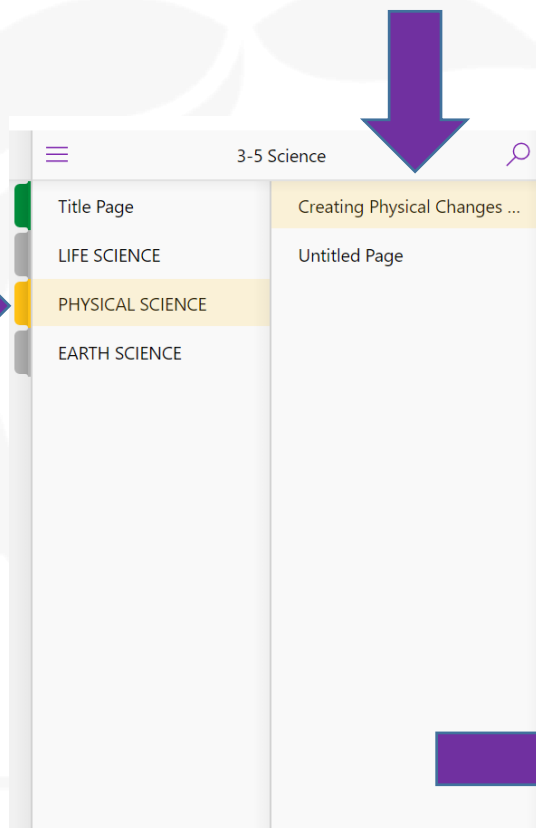 3-5 Science
Title Page
LIFE SCIENCE
PHYSICAL SCIENCE
EARTH SCIENCE
Creating Physical Changes ...
Untitled Page